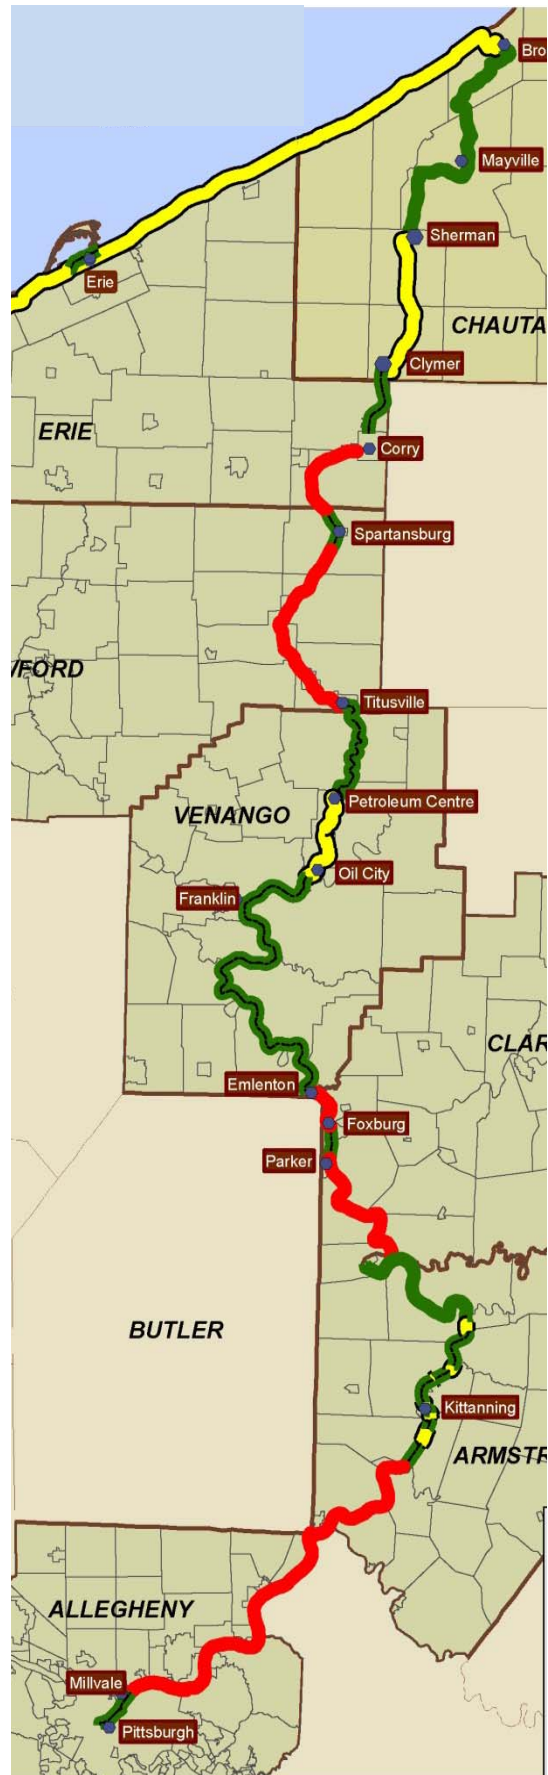 Bro
Mayville
Sherman
Erie
CHAUTA
Clymer
ERIE
Corry
Spartansburg
WFORD
Titusville
Petroleum Centre
VENANGO
Oil City
Franklin
CLAR
Emlenton
Foxburg
Parker
BUTLER
Kittanning
ARMSTR
ALLEGHENY
Millvale
Pittsburgh